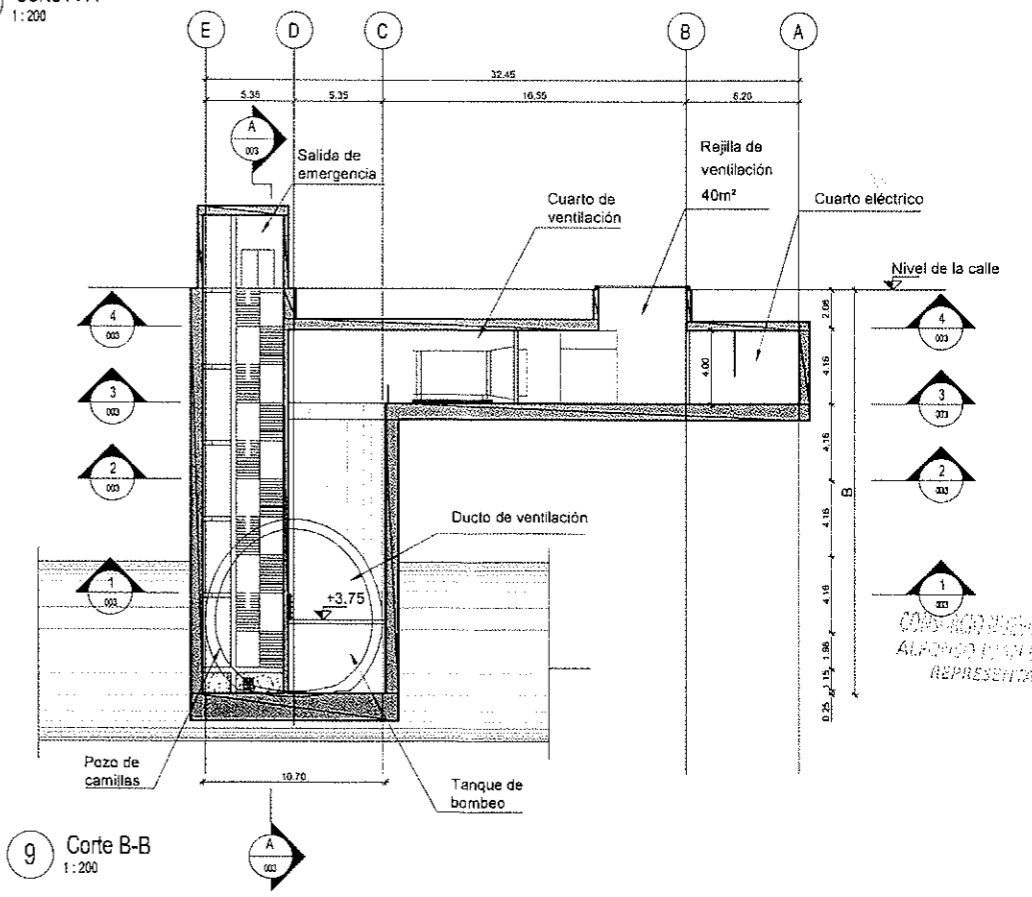 1:200
E
D
C
B
A
32.45
5.35
5.35
16.55
6.20
A
003
Salida de
emergencia
Rejilla de
ventilación
40m²
Cuarto de
ventilación
Cuarto eléctrico
Nivel de la calle
4
003
4
003
2.08
4.00
4.16
3
003
3
003
4.16
2
003
2
003
B
4.16
Ducto de ventilación
1
003
1
003
+3.75
4.16
1.98
1.15
0.25
REPRESENTA
Pozo de
camillas
10.70
Tanque de
bombeo
9
Corte B-B
1:200
A
003